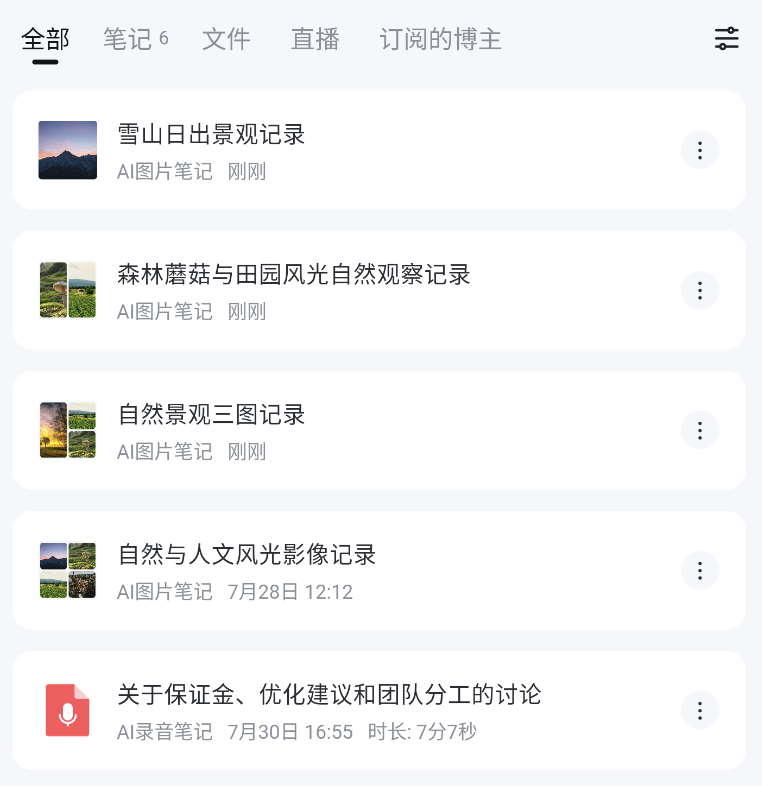 全部 笔记 6 文件 直播 订阅的博主
雪山日出景观记录
AI图片笔记 刚刚
森林蘑菇与田园风光自然观察记录
AI图片笔记 刚刚
自然景观三图记录
AI图片笔记 刚刚
自然与人文风光影像记录
AI图片笔记 7月28日 12:12
关于保证金、优化建议和团队分工的讨论
AI录音笔记 7月30日 16:55 时长: 7分7秒